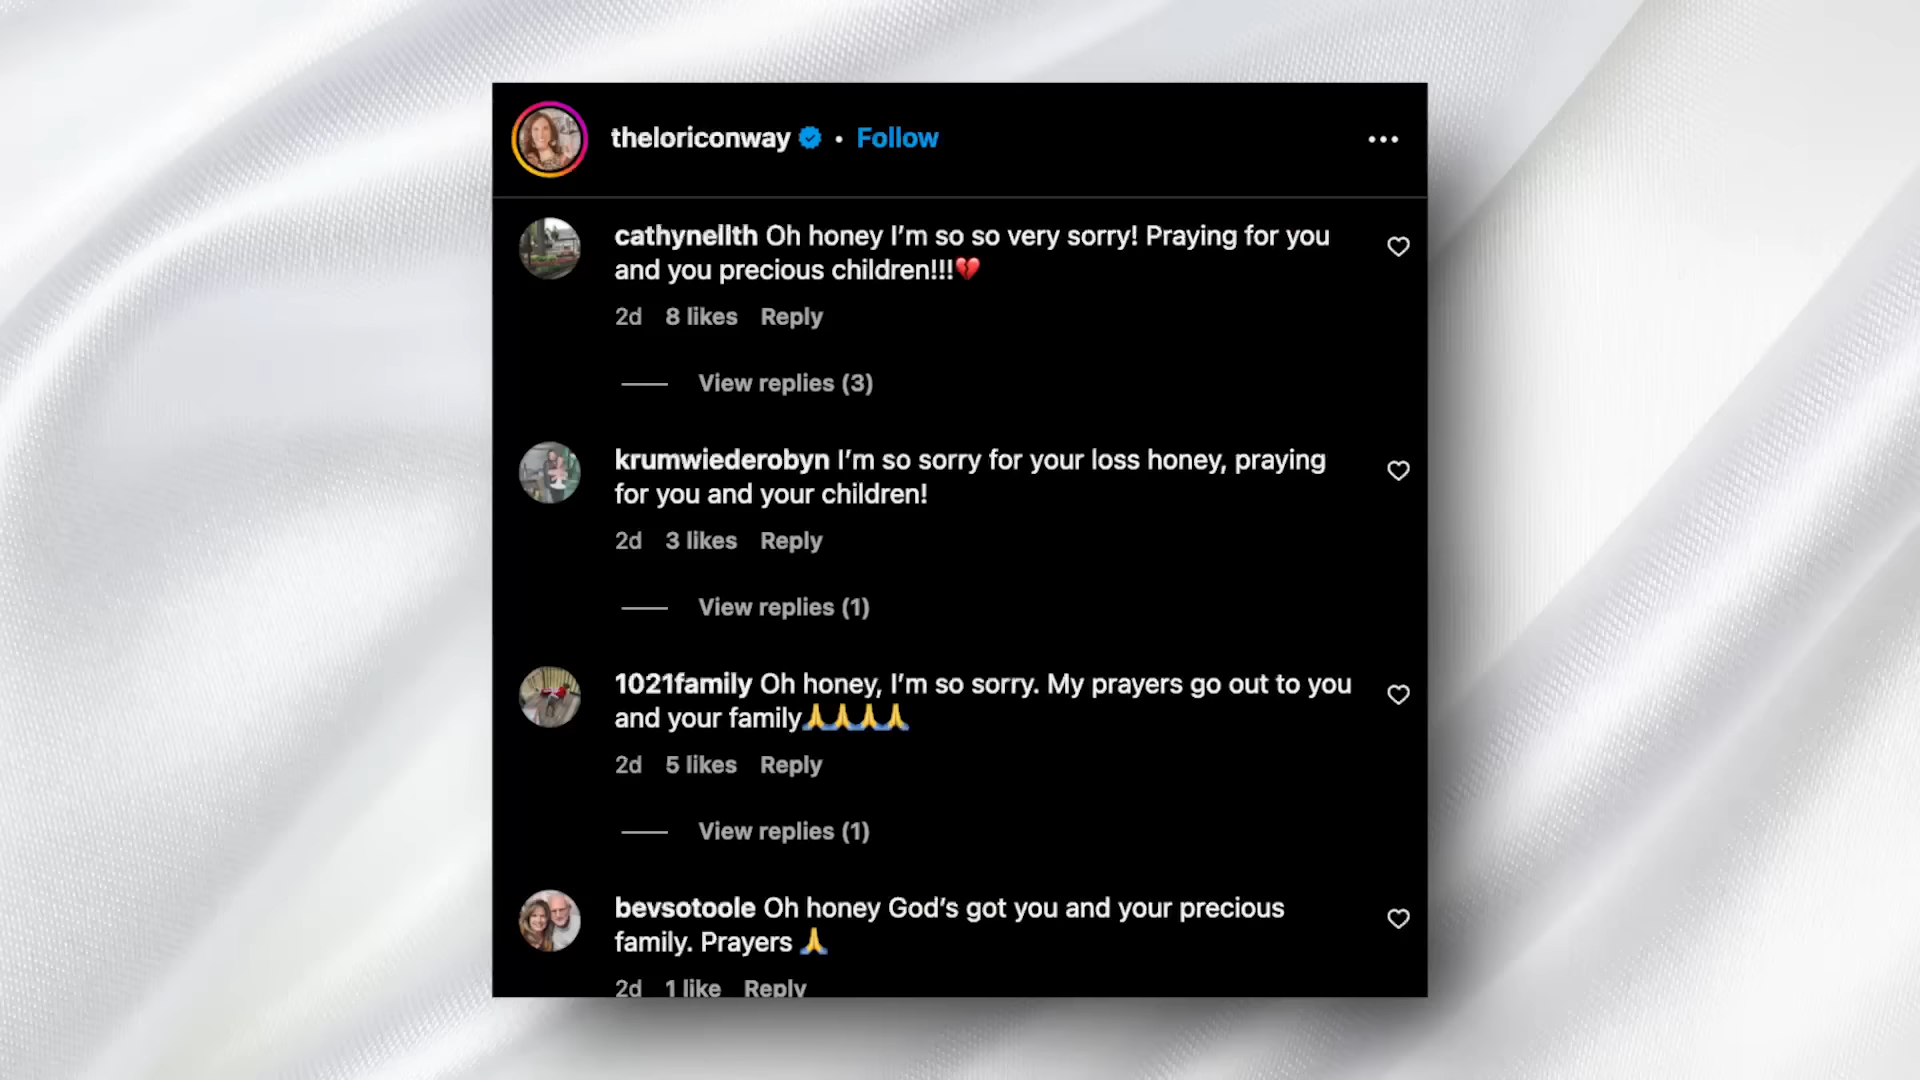 theloriconway • Follow
cathynellth Oh honey I’m so so very sorry! Praying for you
and you precious children!!!💔
2d 8 likes Reply
View replies (3)
krumwiederobyn I’m so sorry for your loss honey, praying
for you and your children!
2d 3 likes Reply
View replies (1)
1021family Oh honey, I’m so sorry. My prayers go out to you
and your family🙏🙏🙏🙏
2d 5 likes Reply
View replies (1)
bevsotoole Oh honey God’s got you and your precious
family. Prayers 🙏
2d 1 like Reply